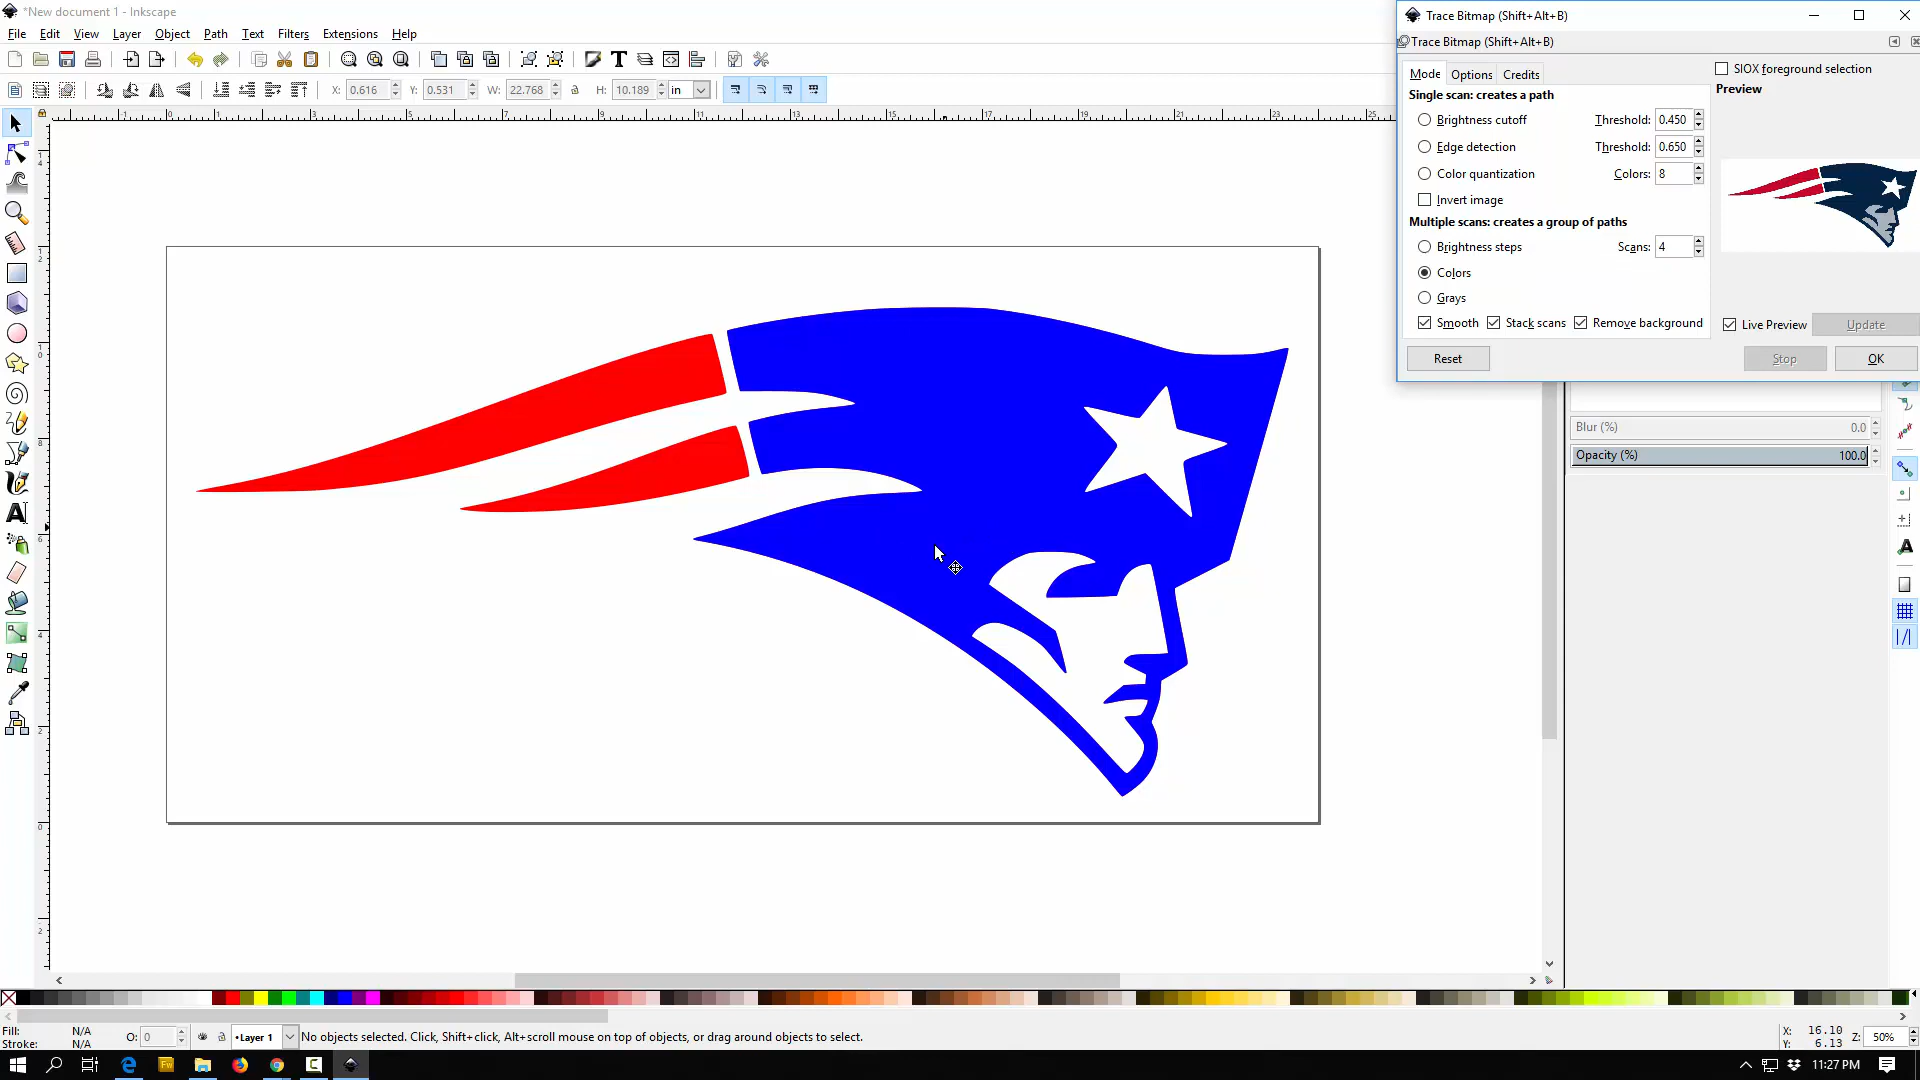 *New document 1 - Inkscape
File Edit View Layer Object Path Text Filters Extensions Help
X: 0.616 Y: 0.531 W: 22.768 H: 10.189 in
Trace Bitmap (Shift+Alt+B)
Trace Bitmap (Shift+Alt+B)
Mode Options Credits
SIOX foreground selection
Preview
Single scan: creates a path
Brightness cutoff Threshold: 0.450
Edge detection Threshold: 0.650
Color quantization Colors: 8
Invert image
Multiple scans: creates a group of paths
Brightness steps Scans: 4
Colors
Grays
Smooth Stack scans Remove background
Live Preview Update
Reset Stop OK
Blur (%) 0.0
Opacity (%) 100.0
Fill: N/A
Stroke: N/A
O: 0
•Layer 1
No objects selected. Click, Shift+click, Alt+scroll mouse on top of objects, or drag around objects to select.
X: 16.10
Y: 6.13
Z: 50%
Fw
11:27 PM